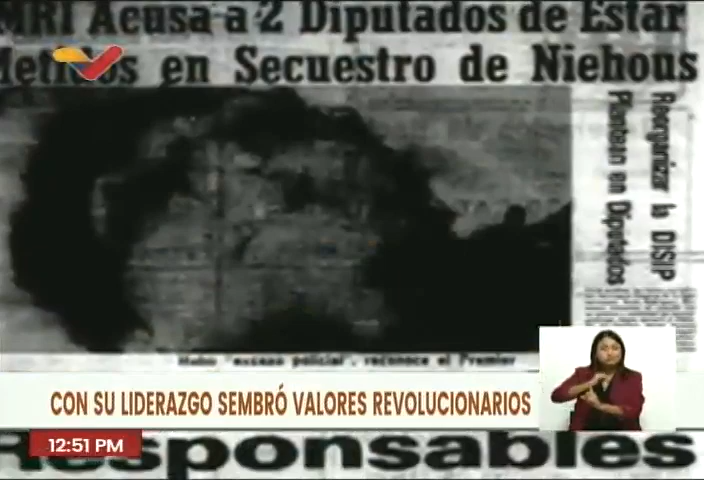 MRI Acusa a 2 Diputados de Estar
Metidos en Secuestro de Niehous
Reorganizar la DISIP
Plantean en Diputados
Hubo "exceso policial", reconoce el Premier
CON SU LIDERAZGO SEMBRÓ VALORES REVOLUCIONARIOS
12:51 PM
Responsables